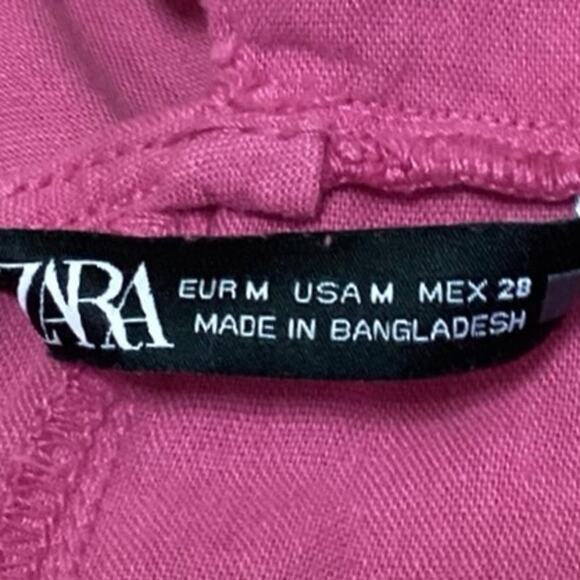 ZARA
EUR M USA M MEX 28
MADE IN BANGLADESH